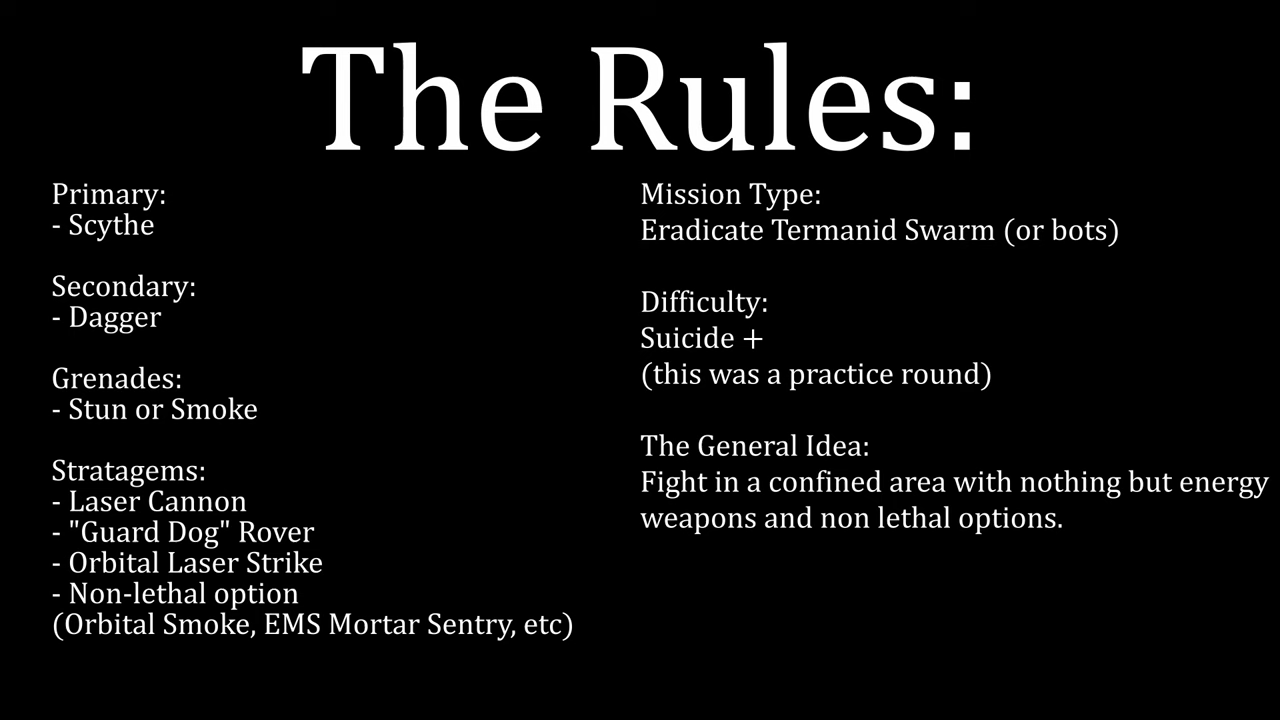 The Rules:
Primary:
- Scythe
Secondary:
- Dagger
Grenades:
- Stun or Smoke
Stratagems:
- Laser Cannon
- "Guard Dog" Rover
- Orbital Laser Strike
- Non-lethal option
(Orbital Smoke, EMS Mortar Sentry, etc)
Mission Type:
Eradicate Termanid Swarm (or bots)
Difficulty:
Suicide +
(this was a practice round)
The General Idea:
Fight in a confined area with nothing but energy
weapons and non lethal options.